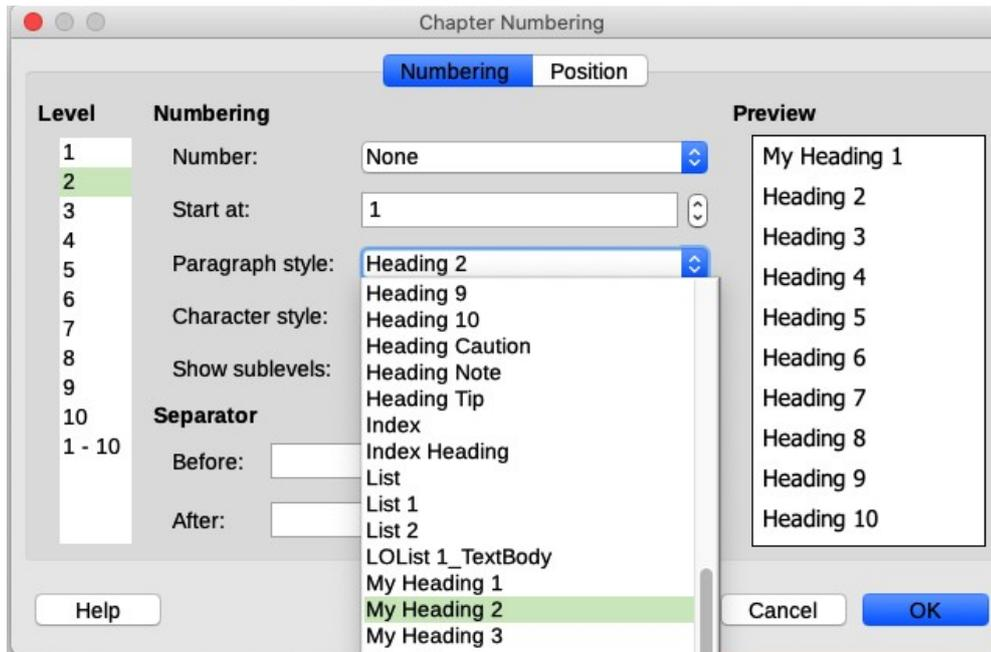 Chapter Numbering
Numbering Position
Level
1
2
3
4
5
6
7
8
9
10
1 - 10
Numbering
Number: None
Start at: 1
Paragraph style: Heading 2
Character style:
Show sublevels:
Separator
Before:
After:
Heading 9
Heading 10
Heading Caution
Heading Note
Heading Tip
Index
Index Heading
List
List 1
List 2
LOList 1_TextBody
My Heading 1
My Heading 2
My Heading 3
Preview
My Heading 1
Heading 2
Heading 3
Heading 4
Heading 5
Heading 6
Heading 7
Heading 8
Heading 9
Heading 10
Help
Cancel
OK